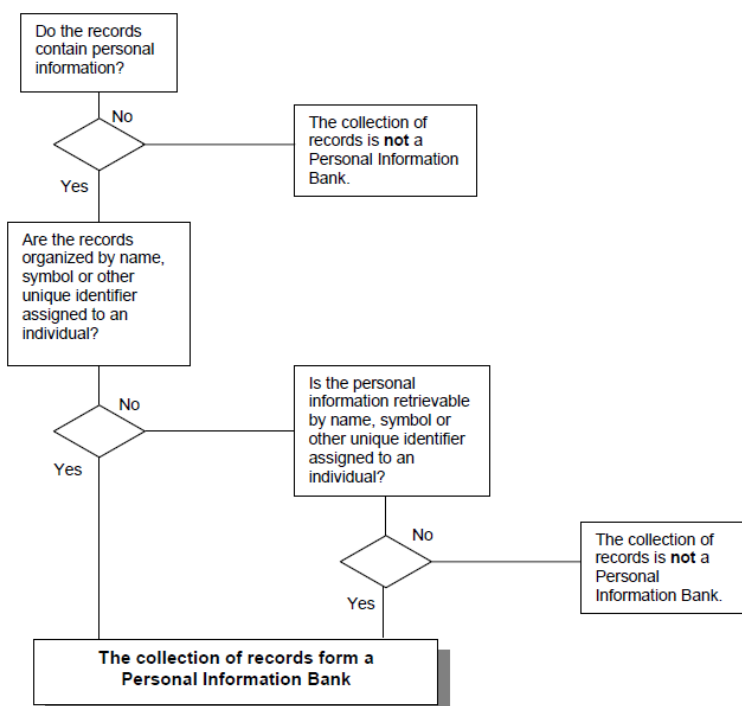 Do the records
contain personal
information?
No
The collection of
records is not a
Personal Information
Bank.
Yes
Are the records
organized by name,
symbol or other
unique identifier
assigned to an
individual?
No
Is the personal
information retrievable
by name, symbol or
other unique identifier
assigned to an
individual?
Yes
No
The collection of
records is not a
Personal
Information Bank.
Yes
The collection of records form a
Personal Information Bank